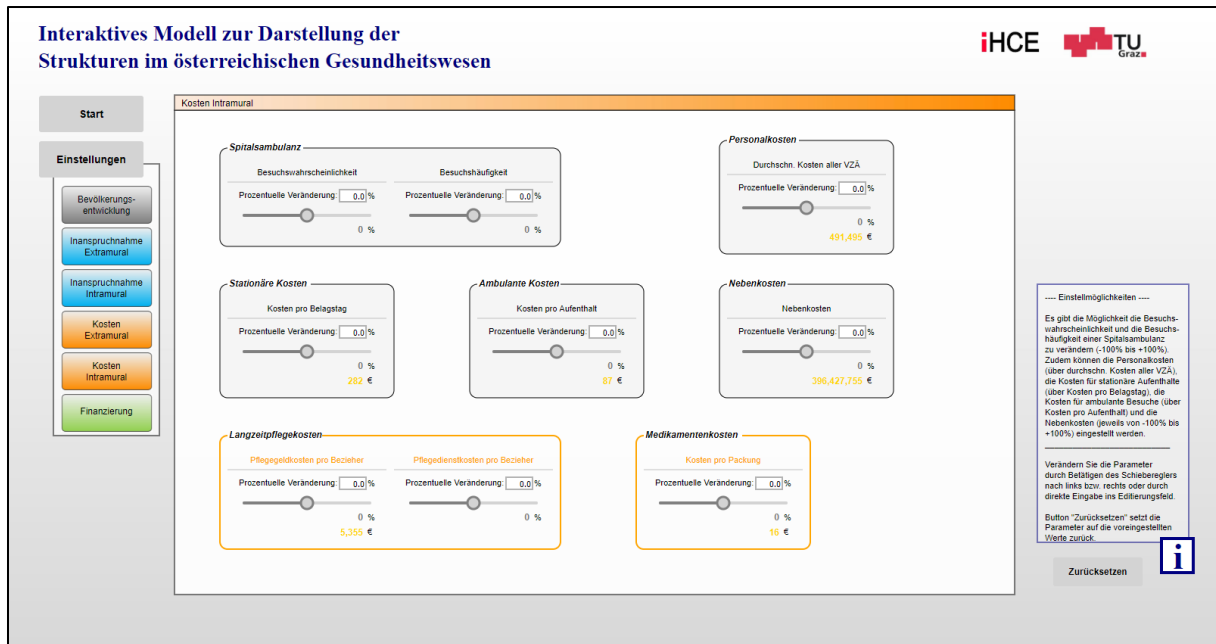 Interaktives Modell zur Darstellung der
Strukturen im österreichischen Gesundheitswesen
iHCE
TU
Graz
Start
Einstellungen
Bevölkerungs-
entwicklung
Inanspruchnahme
Extramural
Inanspruchnahme
Intramural
Kosten
Extramural
Kosten
Intramural
Finanzierung
Kosten Intramural
Spitalsambulanz
Besuchswahrscheinlichkeit
Prozentuelle Veränderung: 0.0 %
0 %
Besuchshäufigkeit
Prozentuelle Veränderung: 0.0 %
0 %
Personalkosten
Durchschn. Kosten aller VZÄ
Prozentuelle Veränderung: 0.0 %
0 %
491,495 €
Stationäre Kosten
Kosten pro Belagstag
Prozentuelle Veränderung: 0.0 %
0 %
282 €
Ambulante Kosten
Kosten pro Aufenthalt
Prozentuelle Veränderung: 0.0 %
0 %
87 €
Nebenkosten
Nebenkosten
Prozentuelle Veränderung: 0.0 %
0 %
396,427,755 €
Langzeitpflegekosten
Pflegegeldkosten pro Bezieher
Prozentuelle Veränderung: 0.0 %
0 %
5,355 €
Pflegedienstkosten pro Bezieher
Prozentuelle Veränderung: 0.0 %
0 %
Medikamentenkosten
Kosten pro Packung
Prozentuelle Veränderung: 0.0 %
0 %
16 €
---- Einstellmöglichkeiten ----
Es gibt die Möglichkeit die Besuchs-
wahrscheinlichkeit und die Besuchs-
häufigkeit einer Spitalsambulanz
zu verändern (-100% bis +100%).
Zudem können die Personalkosten
(über durchschn. Kosten aller VZÄ),
die Kosten für stationäre Aufenthalte
(über Kosten pro Belagstag), die
Kosten für ambulante Besuche (über
Kosten pro Aufenthalt) und die
Nebenkosten (jeweils von -100% bis
+100%) eingestellt werden.
Verändern Sie die Parameter
durch Betätigen des Schiebereglers
nach links bzw. rechts oder durch
direkte Eingabe ins Editierungsfeld.
Button "Zurücksetzen" setzt die
Parameter auf die voreingestellten
Werte zurück.
i
Zurücksetzen